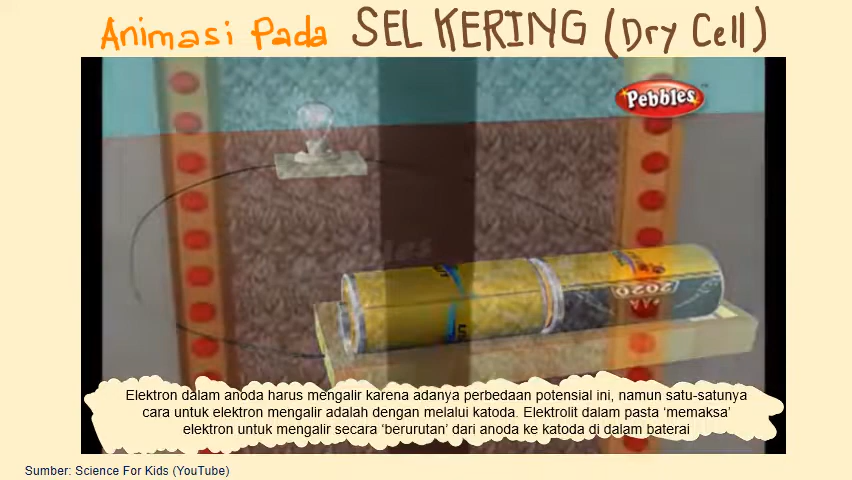 Animasi Pada SEL KERING (Dry Cell)
Pebbles
2020
Elektron dalam anoda harus mengalir karena adanya perbedaan potensial ini, namun satu-satunya
cara untuk elektron mengalir adalah dengan melalui katoda. Elektrolit dalam pasta ‘memaksa’
elektron untuk mengalir secara ‘berurutan’ dari anoda ke katoda di dalam baterai
Sumber: Science For Kids (YouTube)